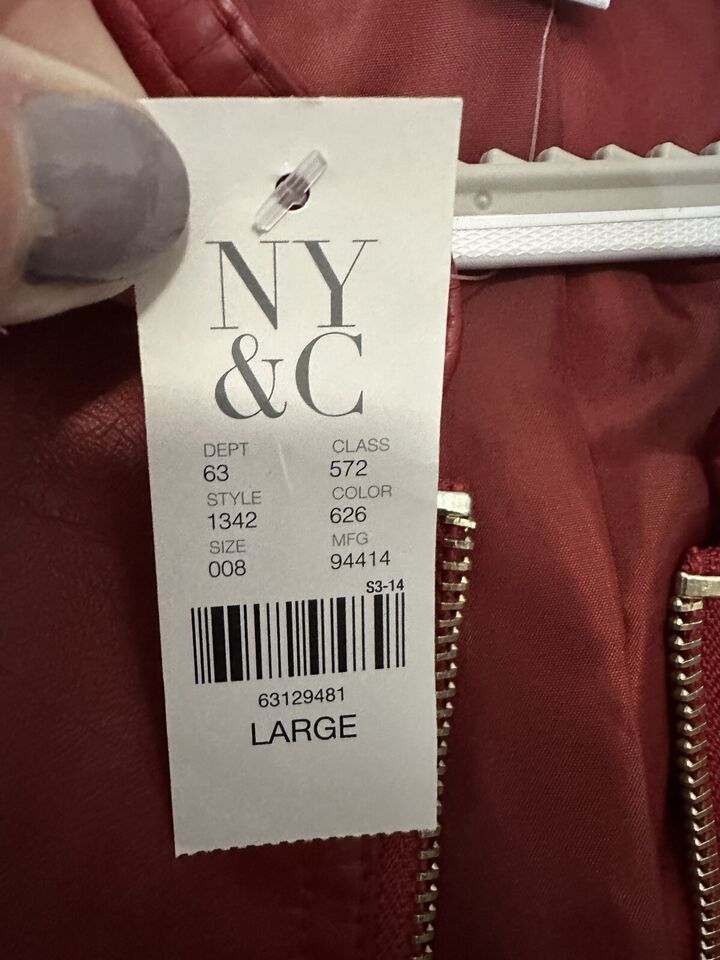 NY
&C
DEPT CLASS
63 572
STYLE COLOR
1342 626
SIZE MFG
008 94414
S3-14
63129481
LARGE